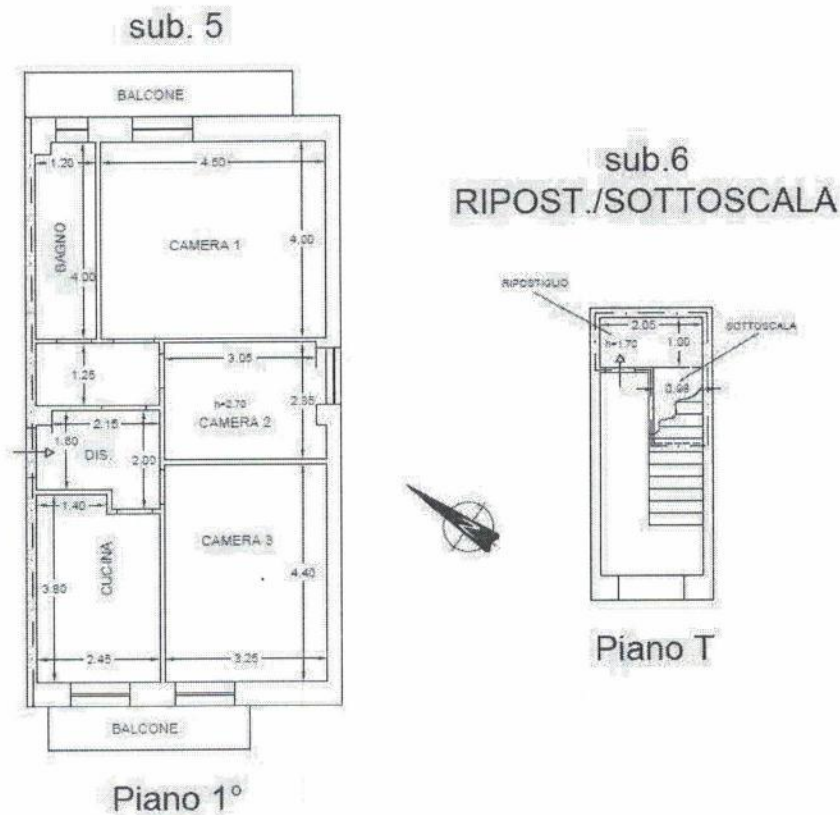 sub. 5
BALCONE
1.20
4.50
BAGNO
4.00
CAMERA 1
4.00
1.25
3.05
h=2.70
CAMERA 2
2.15
1.60
DIS.
2.00
1.40
CUCINA
3.80
CAMERA 3
4.40
2.45
3.25
BALCONE
Piano 1°
N
sub.6
RIPOST./SOTTOSCALA
RIPOSTIGLIO
2.05
SOTTOSCALA
h=1.70
1.00
Piano T